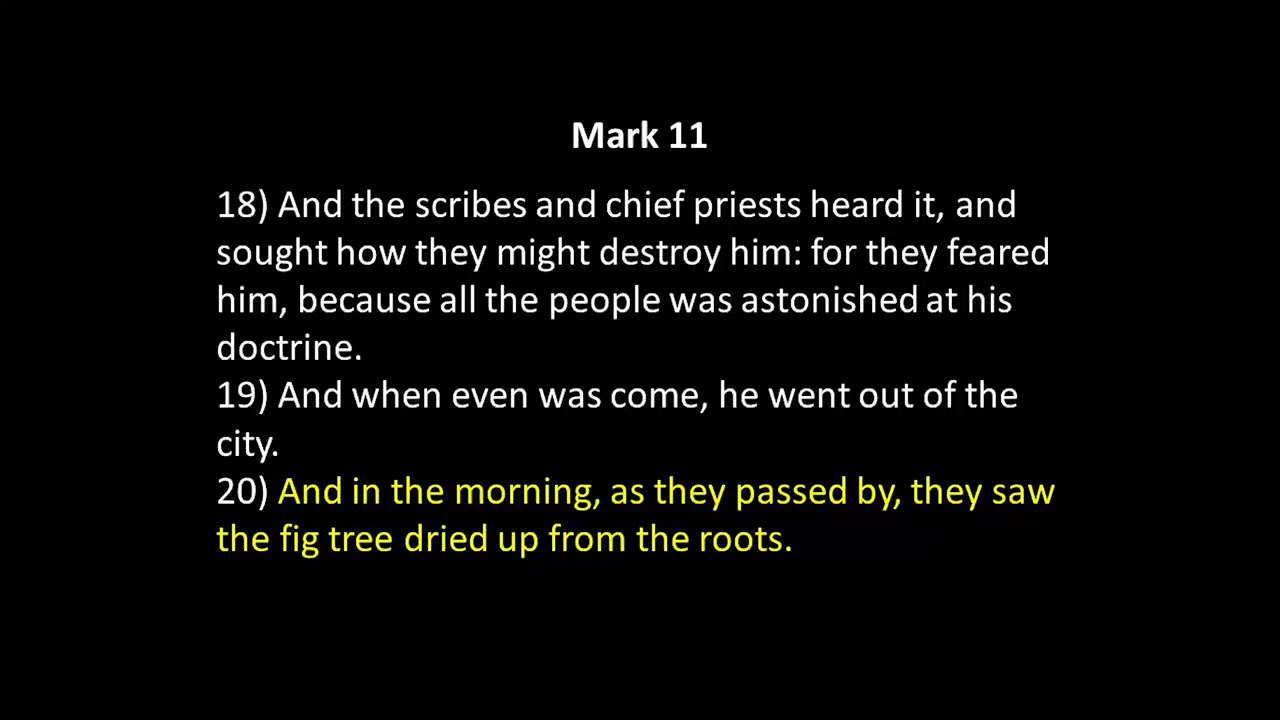 Mark 11
18) And the scribes and chief priests heard it, and
sought how they might destroy him: for they feared
him, because all the people was astonished at his
doctrine.
19) And when even was come, he went out of the
city.
20) And in the morning, as they passed by, they saw
the fig tree dried up from the roots.